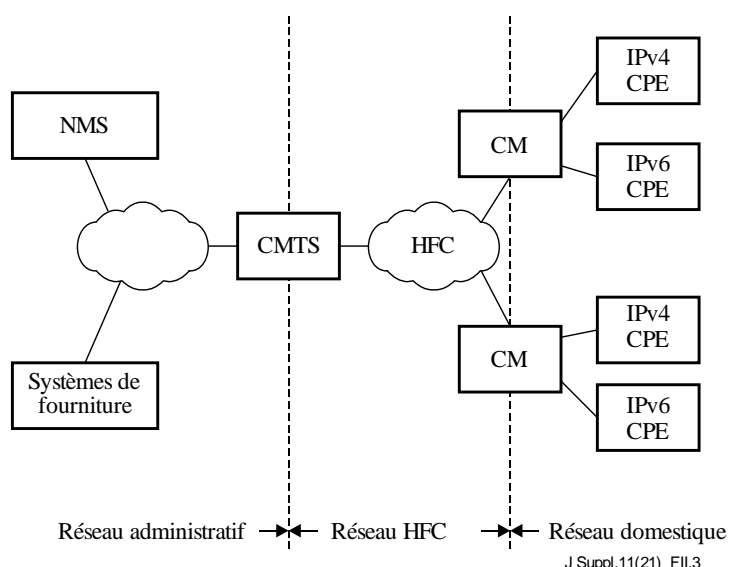 IPv4
CPE
NMS
CM
IPv6
CPE
CMTS
HFC
IPv4
CPE
CM
Systèmes de
fourniture
IPv6
CPE
Réseau administratif
Réseau HFC
Réseau domestique
J Suppl.11(21)_FII.3